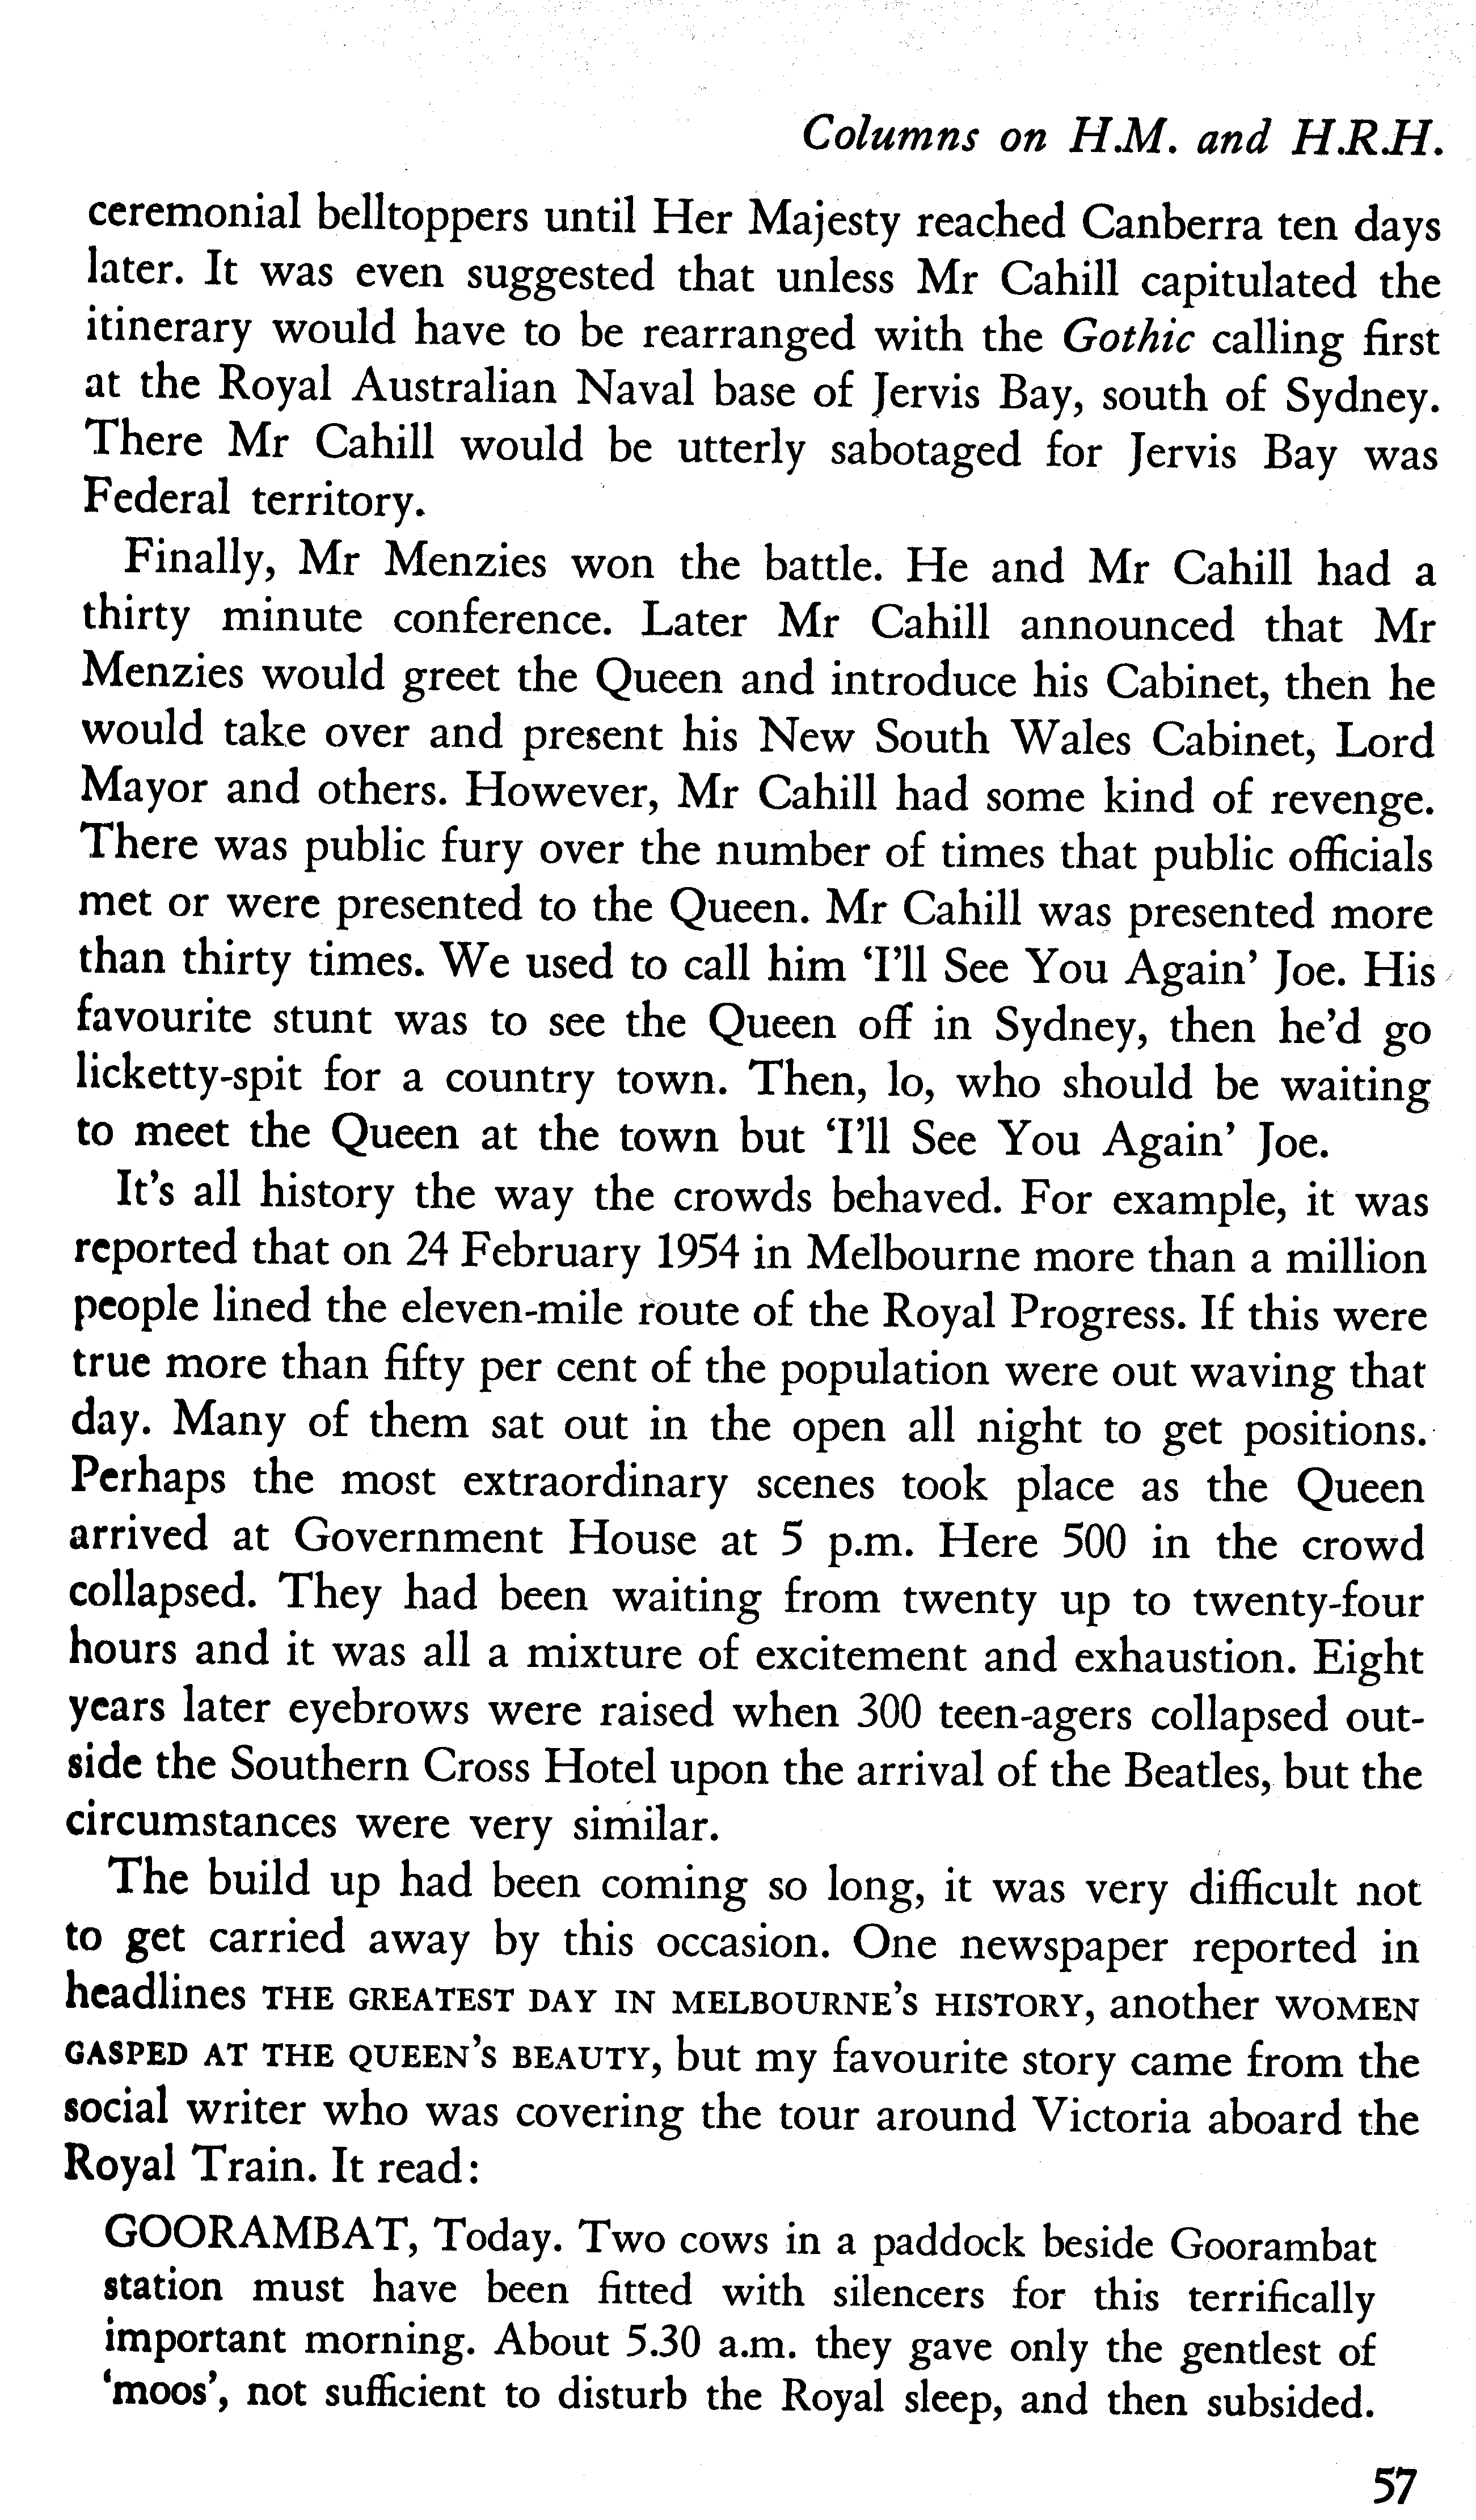 Columns on H.M. and H.R.H.
ceremonial belltoppers until Her Majesty reached Canberra ten days
later. It was even suggested that unless Mr Cahill capitulated the
itinerary would have to be rearranged with the Gothic calling first
at the Royal Australian Naval base of Jervis Bay, south of Sydney.
There Mr Cahill would be utterly sabotaged for Jervis Bay was
Federal territory.
Finally, Mr Menzies won the battle. He and Mr Cahill had a
thirty minute conference. Later Mr Cahill announced that Mr
Menzies would greet the Queen and introduce his Cabinet, then he
would take over and present his New South Wales Cabinet, Lord
Mayor and others. However, Mr Cahill had some kind of revenge.
There was public fury over the number of times that public officials
met or were presented to the Queen. Mr Cahill was presented more
than thirty times. We used to call him ‘I’ll See You Again’ Joe. His
favourite stunt was to see the Queen off in Sydney, then he’d go
licketty-spit for a country town. Then, lo, who should be waiting
to meet the Queen at the town but ‘I’ll See You Again’ Joe.
It’s all history the way the crowds behaved. For example, it was
reported that on 24 February 1954 in Melbourne more than a million
people lined the eleven-mile route of the Royal Progress. If this were
true more than fifty per cent of the population were out waving that
day. Many of them sat out in the open all night to get positions.
Perhaps the most extraordinary scenes took place as the Queen
arrived at Government House at 5 p.m. Here 500 in the crowd
collapsed. They had been waiting from twenty up to twenty-four
hours and it was all a mixture of excitement and exhaustion. Eight
years later eyebrows were raised when 300 teen-agers collapsed out-
side the Southern Cross Hotel upon the arrival of the Beatles, but the
circumstances were very similar.
The build up had been coming so long, it was very difficult not
to get carried away by this occasion. One newspaper reported in
headlines THE GREATEST DAY IN MELBOURNE’S HISTORY, another WOMEN
GASPED AT THE QUEEN’S BEAUTY, but my favourite story came from the
social writer who was covering the tour around Victoria aboard the
Royal Train. It read:
GOORAMBAT, Today. Two cows in a paddock beside Goorambat
station must have been fitted with silencers for this terrifically
important morning. About 5.30 a.m. they gave only the gentlest of
‘moos’, not sufficient to disturb the Royal sleep, and then subsided.
57